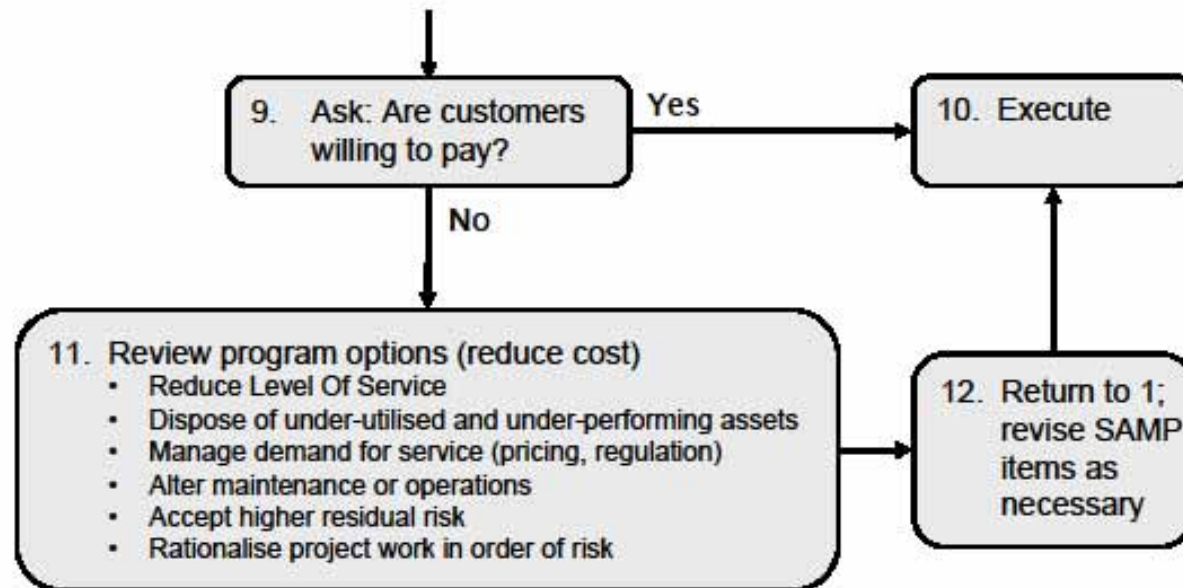 9. Ask: Are customers
willing to pay?
Yes
10. Execute
No
11. Review program options (reduce cost)
• Reduce Level Of Service
• Dispose of under-utilised and under-performing assets
• Manage demand for service (pricing, regulation)
• Alter maintenance or operations
• Accept higher residual risk
• Rationalise project work in order of risk
12. Return to 1;
revise SAMP
items as
necessary